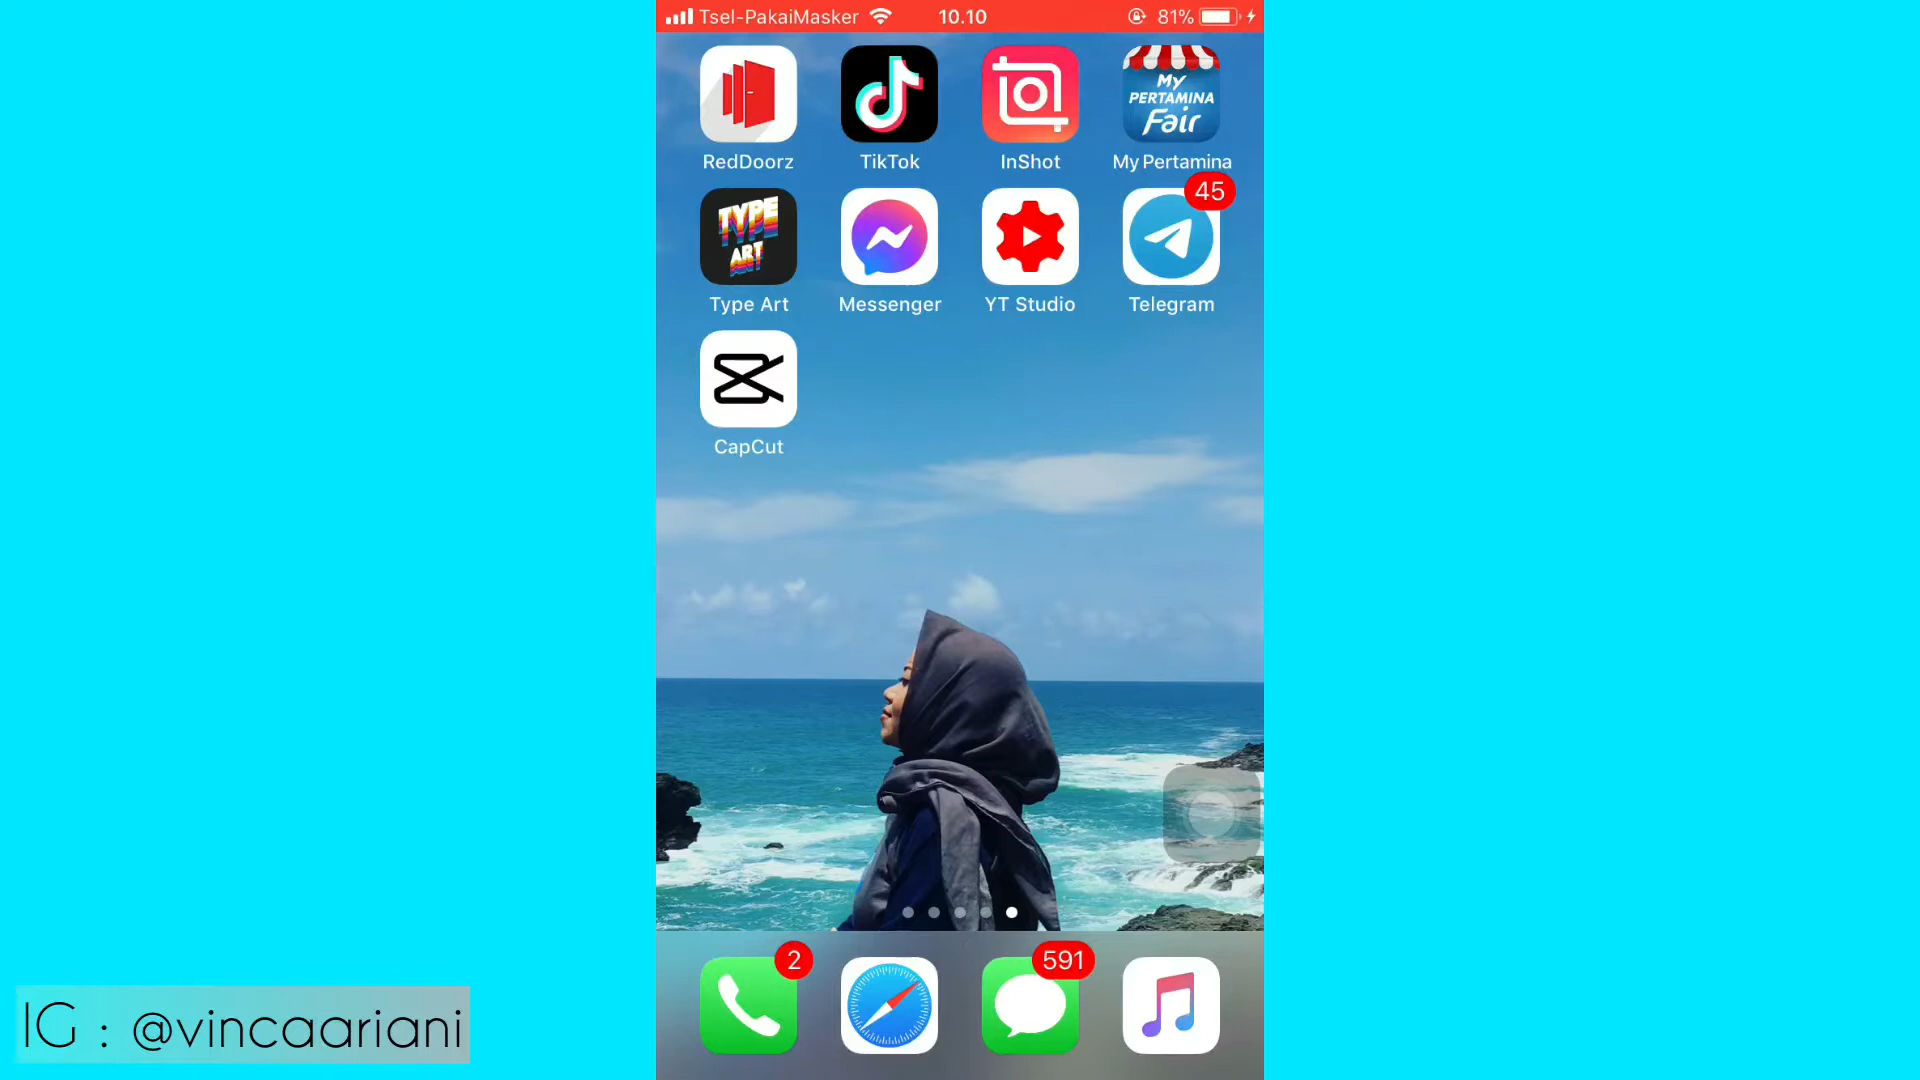 Tsel-PakaiMasker 10.10 81%
RedDoorz TikTok InShot My Pertamina
MY PERTAMINA Fair
45
TYPE ART
Type Art Messenger YT Studio Telegram
CapCut
2 591
IG : @vincaariani